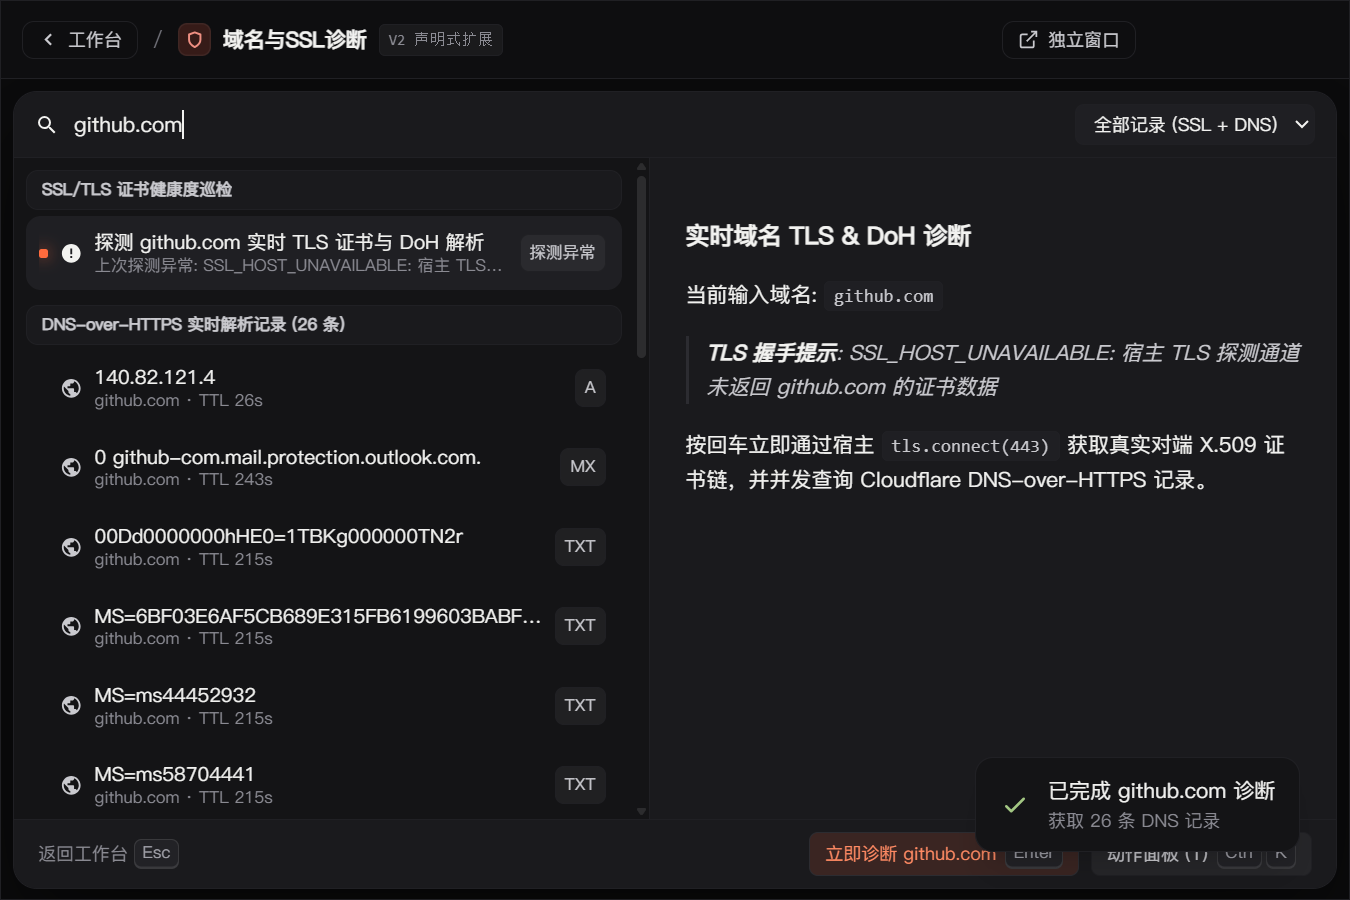 工作台 / 域名与SSL诊断 V2 声明式扩展 独立窗口
github.com 全部记录 (SSL + DNS)
SSL/TLS 证书健康度巡检
探测 github.com 实时 TLS 证书与 DoH 解析
上次探测异常: SSL_HOST_UNAVAILABLE: 宿主 TLS...
探测异常
DNS-over-HTTPS 实时解析记录 (26 条)
140.82.121.4
github.com · TTL 26s
A
0 github-com.mail.protection.outlook.com.
github.com · TTL 243s
MX
00Dd0000000hHE0=1TBKg000000TN2r
github.com · TTL 215s
TXT
MS=6BF03E6AF5CB689E315FB6199603BABF...
github.com · TTL 215s
TXT
MS=ms44452932
github.com · TTL 215s
TXT
MS=ms58704441
github.com · TTL 215s
TXT
实时域名 TLS & DoH 诊断
当前输入域名: github.com
TLS 握手提示: SSL_HOST_UNAVAILABLE: 宿主 TLS 探测通道
未返回 github.com 的证书数据
按回车立即通过宿主 tls.connect(443) 获取真实对端 X.509 证
书链，并并发查询 Cloudflare DNS-over-HTTPS 记录。
已完成 github.com 诊断
获取 26 条 DNS 记录
返回工作台 Esc
立即诊断 github.com Enter
动作面板 (1) Ctrl K